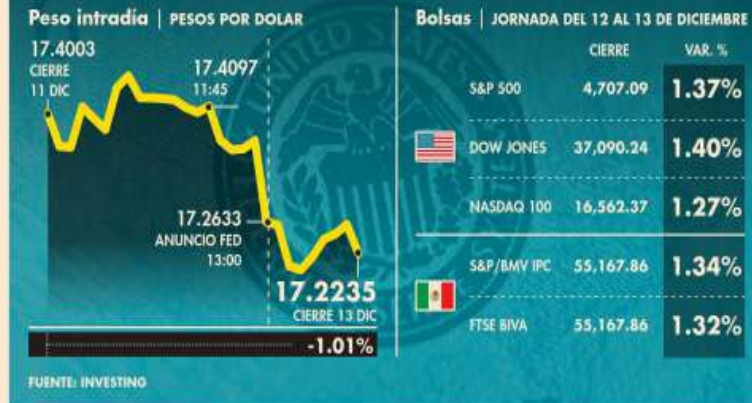 Peso intradía | PESOS POR DOLAR
17.4003
CIERRE
11 DIC
17.4097
11:45
17.2633
ANUNCIO FED
13:00
17.2235
CIERRE 13 DIC
-1.01%
FUENTE: INVESTING
Bolsas | JORNADA DEL 12 AL 13 DE DICIEMBRE
CIERRE VAR. %
S&P 500 4,707.09 1.37%
DOW JONES 37,090.24 1.40%
NASDAQ 100 16,562.37 1.27%
S&P/BMV IPC 55,167.86 1.34%
FTSE BIVA 55,167.86 1.32%
UNITED STATES